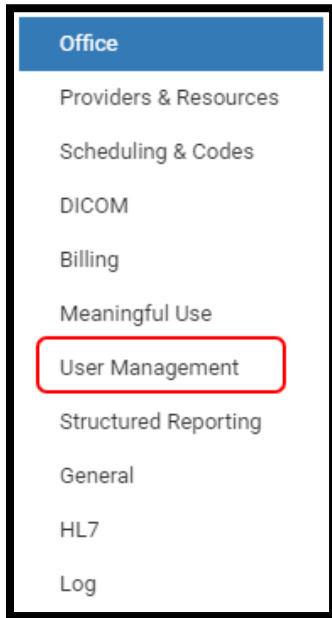 Office
Providers & Resources
Scheduling & Codes
DICOM
Billing
Meaningful Use
User Management
Structured Reporting
General
HL7
Log